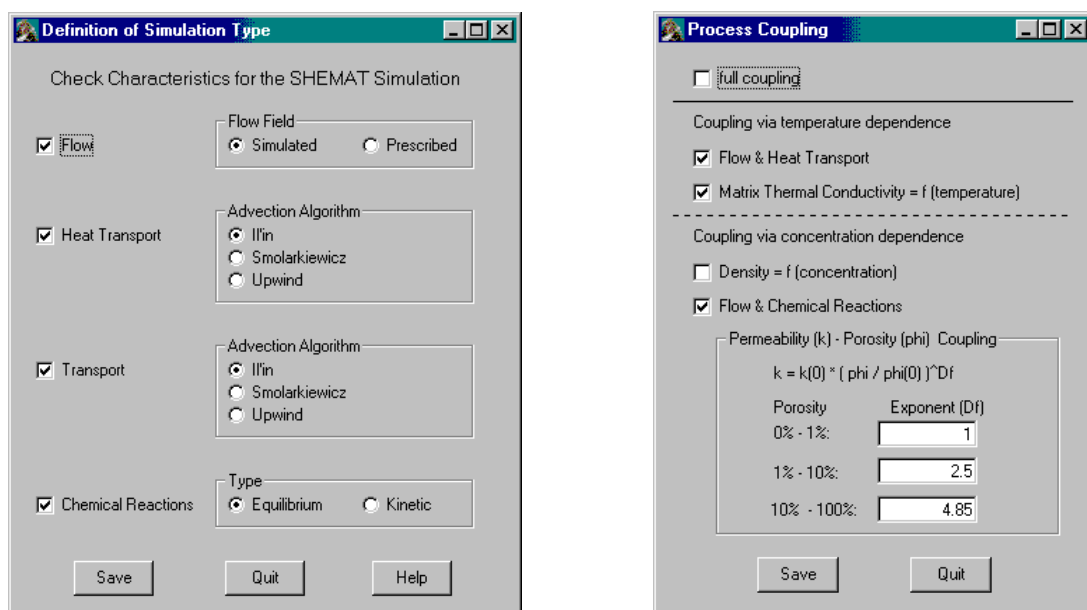 Definition of Simulation Type
Check Characteristics for the SHEMAT Simulation
Flow
Flow Field
Simulated
Prescribed
Heat Transport
Advection Algorithm
Il'in
Smolarkiewicz
Upwind
Transport
Advection Algorithm
Il'in
Smolarkiewicz
Upwind
Chemical Reactions
Type
Equilibrium
Kinetic
Save
Quit
Help
Process Coupling
full coupling
Coupling via temperature dependence
Flow & Heat Transport
Matrix Thermal Conductivity = f (temperature)
Coupling via concentration dependence
Density = f (concentration)
Flow & Chemical Reactions
Permeability (k) - Porosity (phi) Coupling
k = k(0) * ( phi / phi(0) )^Df
Porosity Exponent (Df)
0% - 1%: 1
1% - 10%: 2.5
10% - 100%: 4.85
Save
Quit